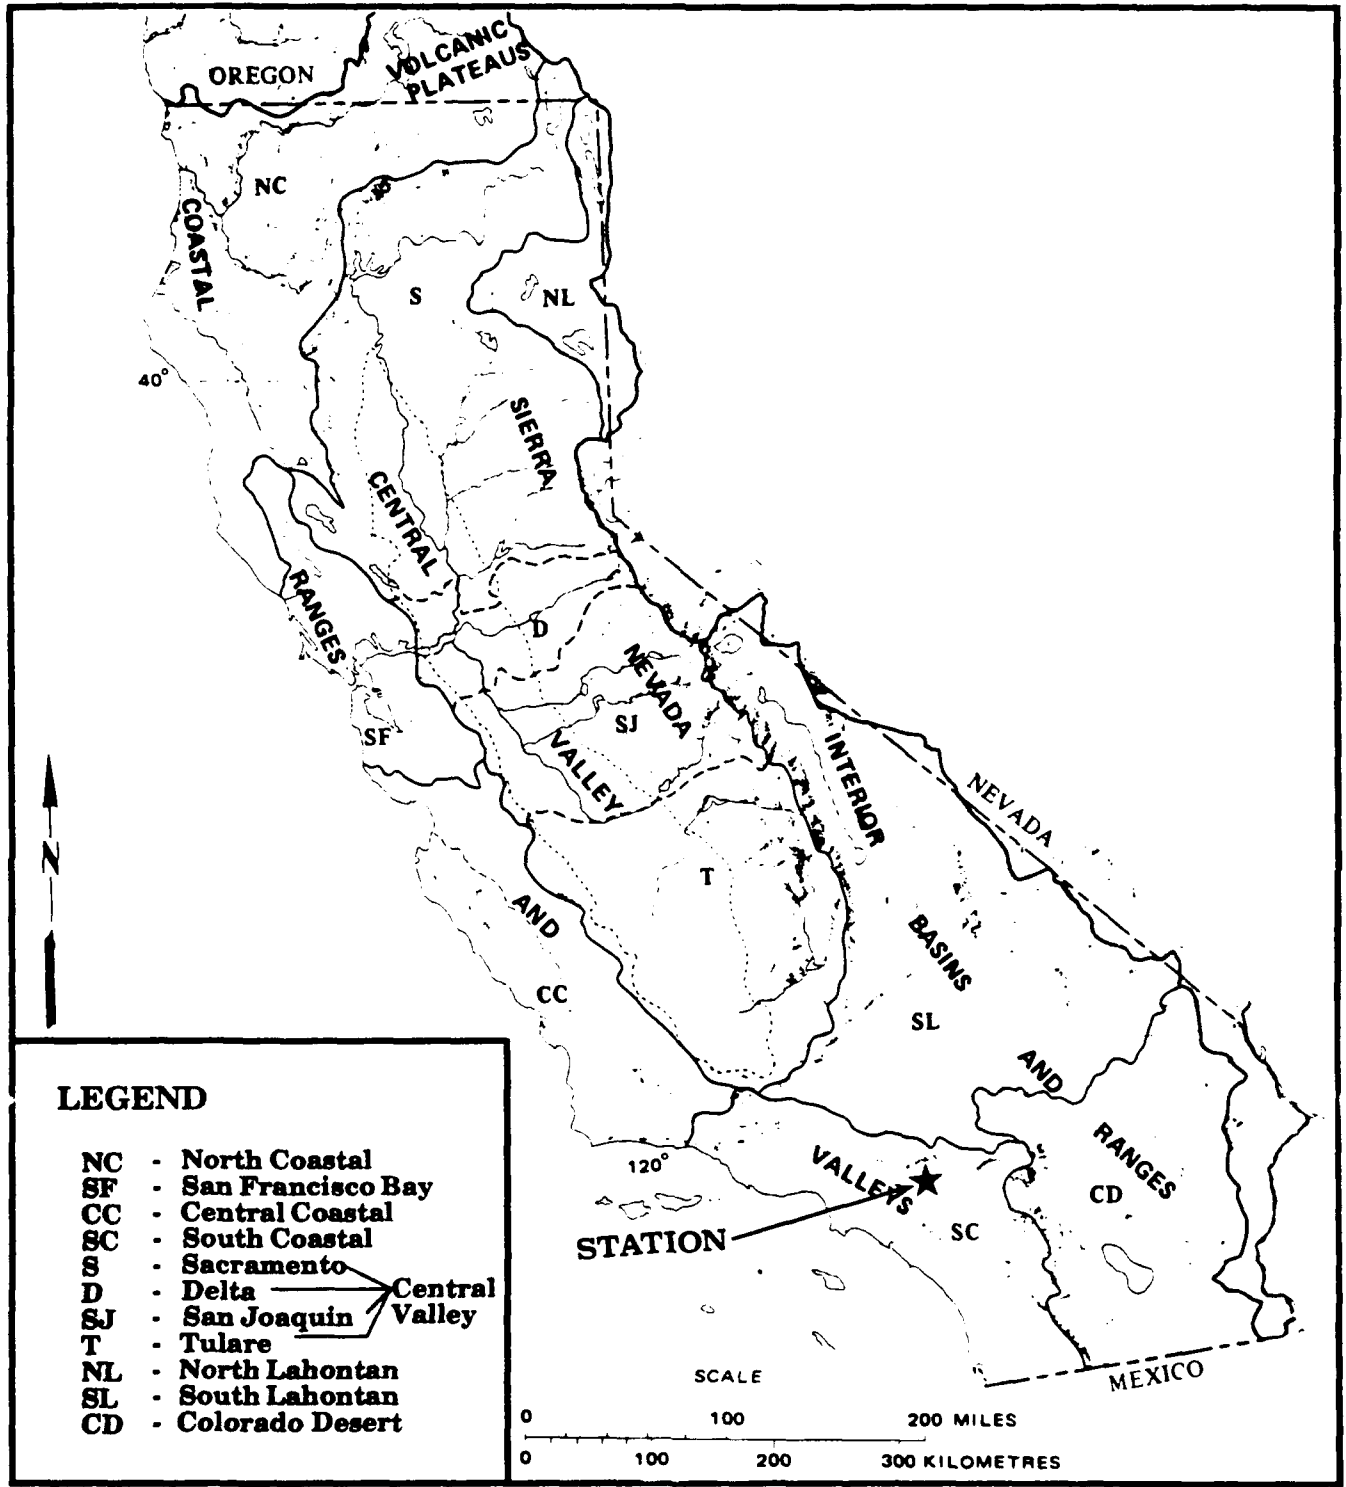 VOLCANIC
PLATEAUS
OREGON
NC
COASTAL
S
NL
40°
SIERRA
CENTRAL
RANGES
D
NEVADA
SJ
SF
VALLEY
INTERIOR
NEVADA
N
T
AND
BASINS
CC
SL
AND
RANGES
VALLEYS
CD
120°
STATION
SC
MEXICO
SCALE
0 100 200 MILES
0 100 200 300 KILOMETRES
LEGEND
NC - North Coastal
SF - San Francisco Bay
CC - Central Coastal
SC - South Coastal
S - Sacramento
D - Delta Central
SJ - San Joaquin Valley
T - Tulare
NL - North Lahontan
SL - South Lahontan
CD - Colorado Desert